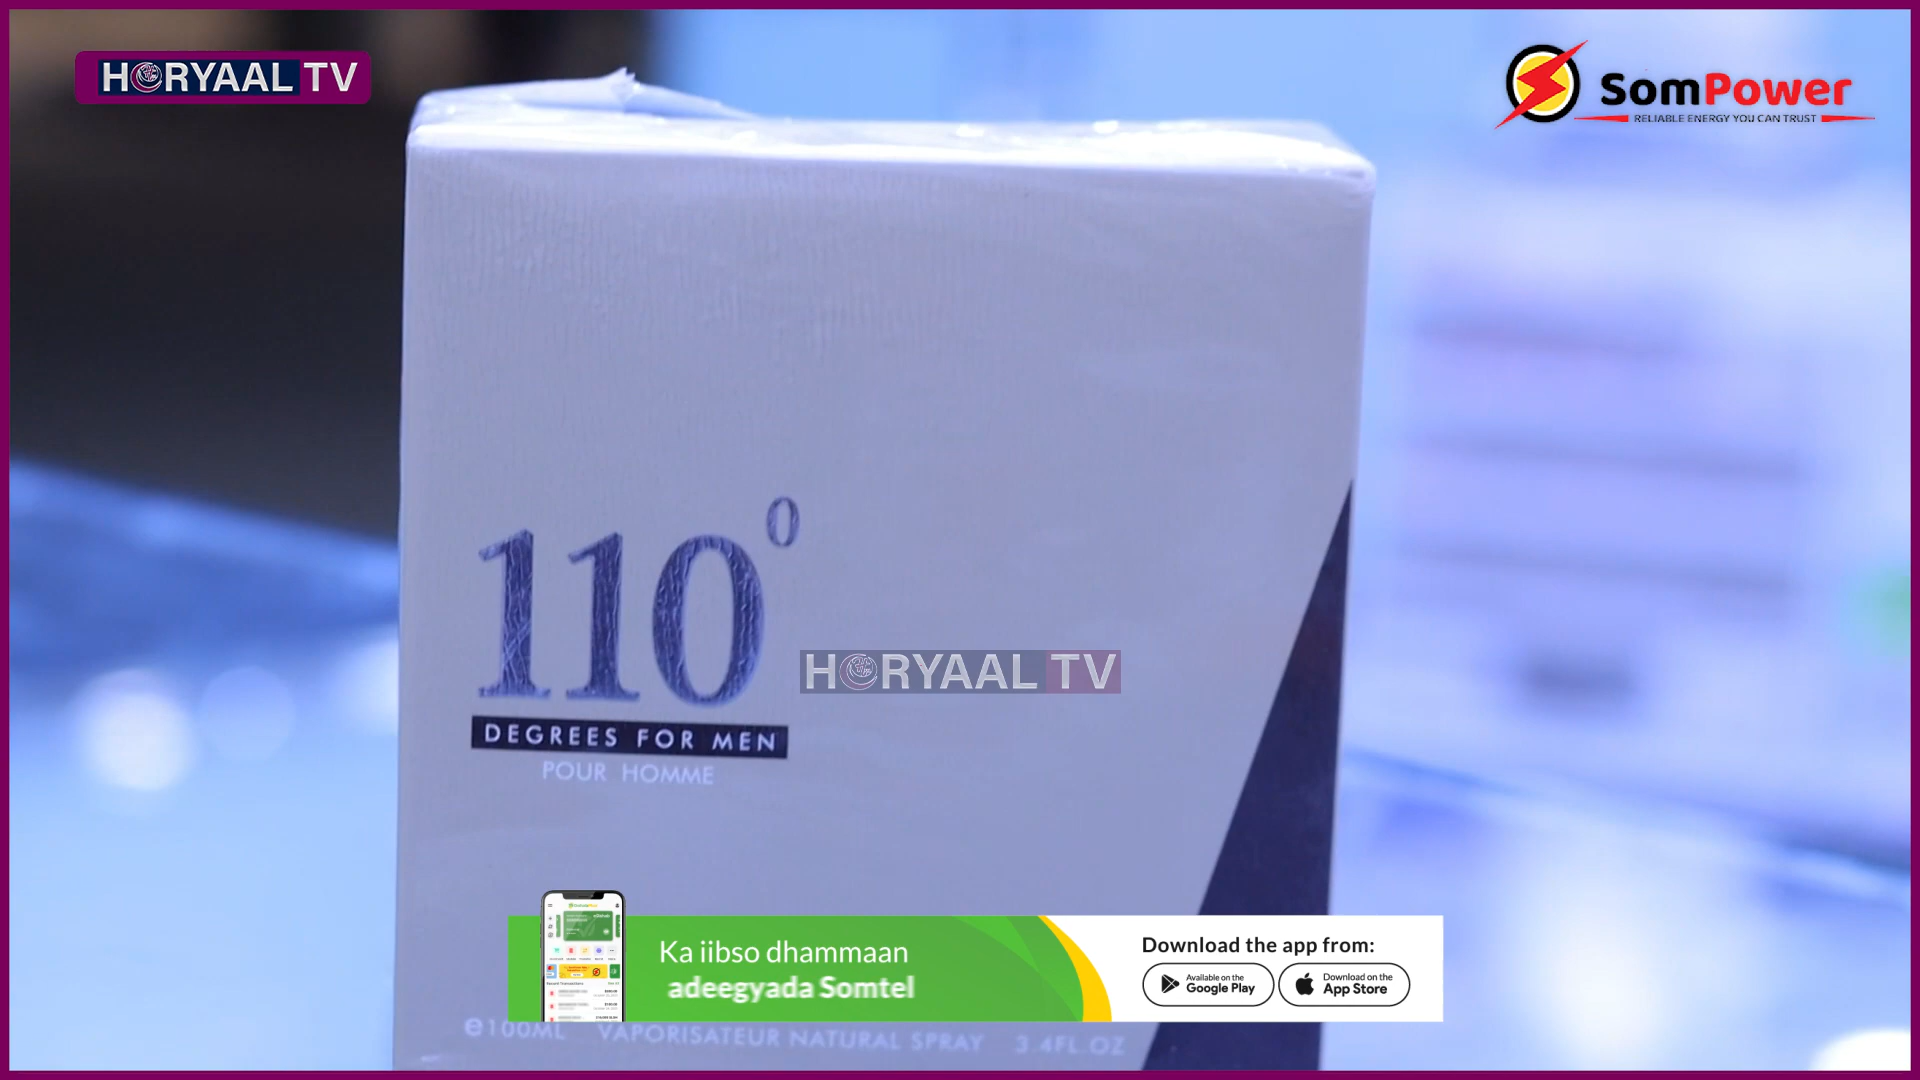 HORYAAL TV
SomPower
RELIABLE ENERGY YOU CAN TRUST
110⁰
DEGREES FOR MEN
POUR HOMME
HORYAAL TV
Ka iibso dhammaan
adeegyada Somtel
Download the app from:
Available on the
Google Play
Download on the
App Store
e100ML VAPORISATEUR NATURAL SPRAY 3.4FL.OZ